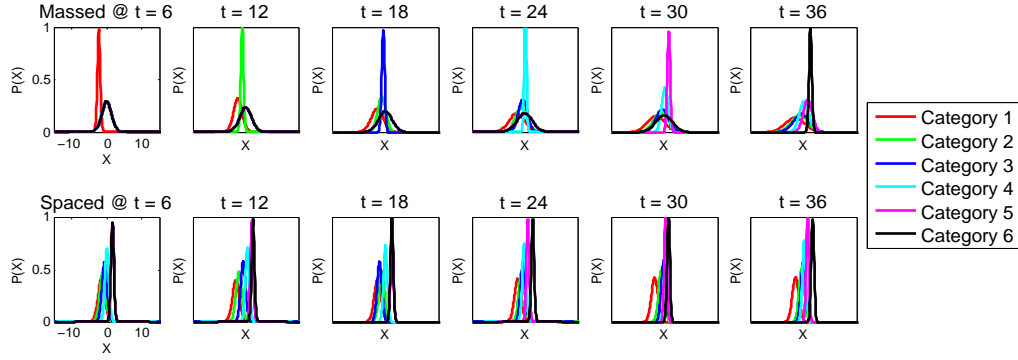 Massed @ t = 6
t = 12
t = 18
t = 24
t = 30
t = 36
1
0.5
0
P(X)
P(X)
P(X)
P(X)
P(X)
P(X)
−10
0
10
X
X
X
X
X
X
Spaced @ t = 6
t = 12
t = 18
t = 24
t = 30
t = 36
1
0.5
0
P(X)
P(X)
P(X)
P(X)
P(X)
P(X)
−10
0
10
X
X
X
X
X
X
Category 1
Category 2
Category 3
Category 4
Category 5
Category 6